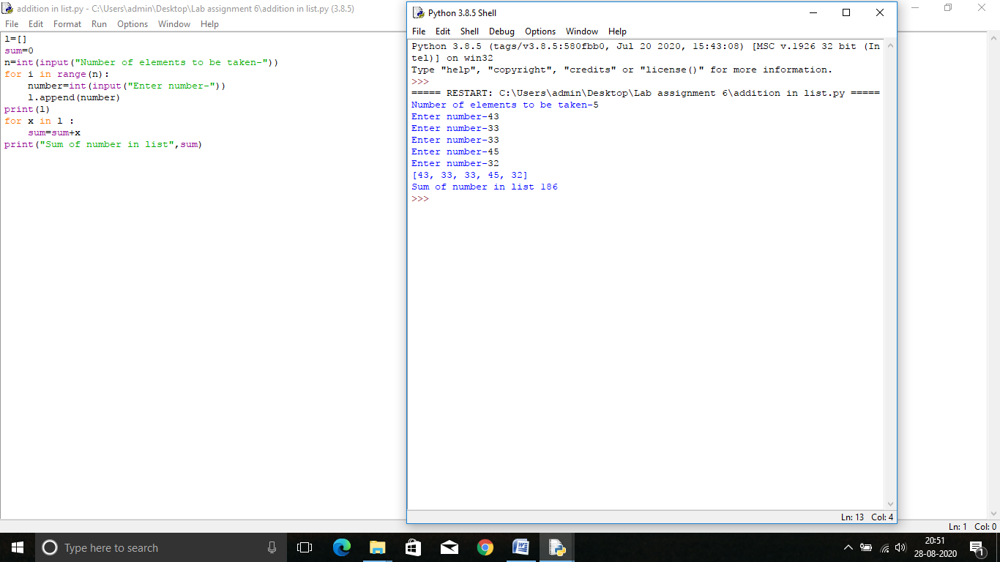 addition in list.py - C:\Users\admin\Desktop\Lab assignment 6\addition in list.py (3.8.5)
File Edit Format Run Options Window Help
l=[]
sum=0
n=int(input("Number of elements to be taken-"))
for i in range(n):
    number=int(input("Enter number-"))
    l.append(number)
print(l)
for x in l :
    sum=sum+x
print("Sum of number in list",sum)
Python 3.8.5 Shell
File Edit Shell Debug Options Window Help
Python 3.8.5 (tags/v3.8.5:580fbb0, Jul 20 2020, 15:43:08) [MSC v.1926 32 bit (In
tel)] on win32
Type "help", "copyright", "credits" or "license()" for more information.
>>>
===== RESTART: C:\Users\admin\Desktop\Lab assignment 6\addition in list.py =====
Number of elements to be taken-5
Enter number-43
Enter number-33
Enter number-33
Enter number-45
Enter number-32
[43, 33, 33, 45, 32]
Sum of number in list 186
>>>
Ln: 13 Col: 4
Ln: 1 Col: 0
Type here to search
20:51
28-08-2020
1